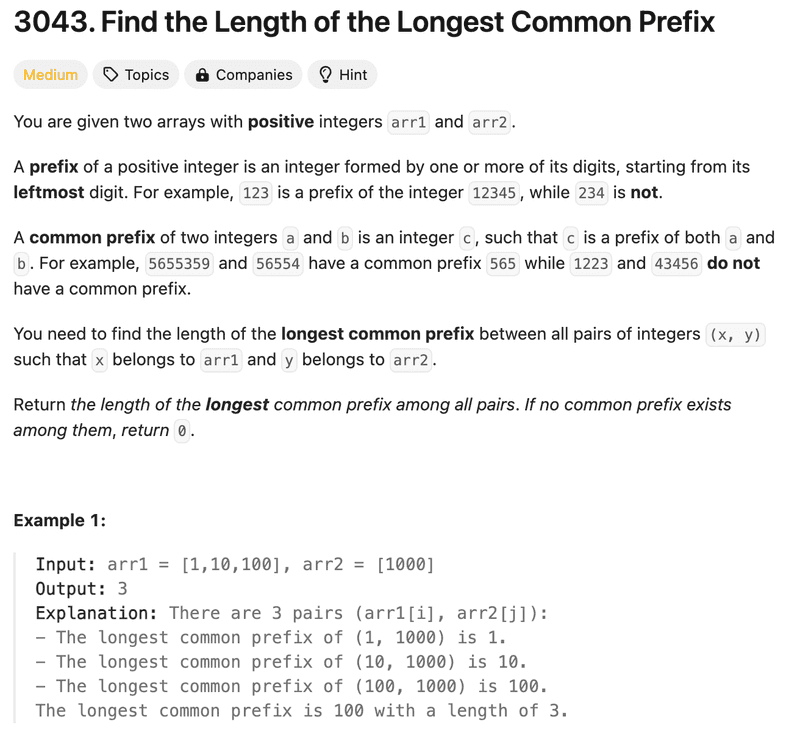 3043. Find the Length of the Longest Common Prefix
Medium Topics Companies Hint
You are given two arrays with positive integers arr1 and arr2.
A prefix of a positive integer is an integer formed by one or more of its digits, starting from its
leftmost digit. For example, 123 is a prefix of the integer 12345, while 234 is not.
A common prefix of two integers a and b is an integer c, such that c is a prefix of both a and
b. For example, 5655359 and 56554 have a common prefix 565 while 1223 and 43456 do not
have a common prefix.
You need to find the length of the longest common prefix between all pairs of integers (x, y)
such that x belongs to arr1 and y belongs to arr2.
Return the length of the longest common prefix among all pairs. If no common prefix exists
among them, return 0.
Example 1:
Input: arr1 = [1,10,100], arr2 = [1000]
Output: 3
Explanation: There are 3 pairs (arr1[i], arr2[j]):
- The longest common prefix of (1, 1000) is 1.
- The longest common prefix of (10, 1000) is 10.
- The longest common prefix of (100, 1000) is 100.
The longest common prefix is 100 with a length of 3.